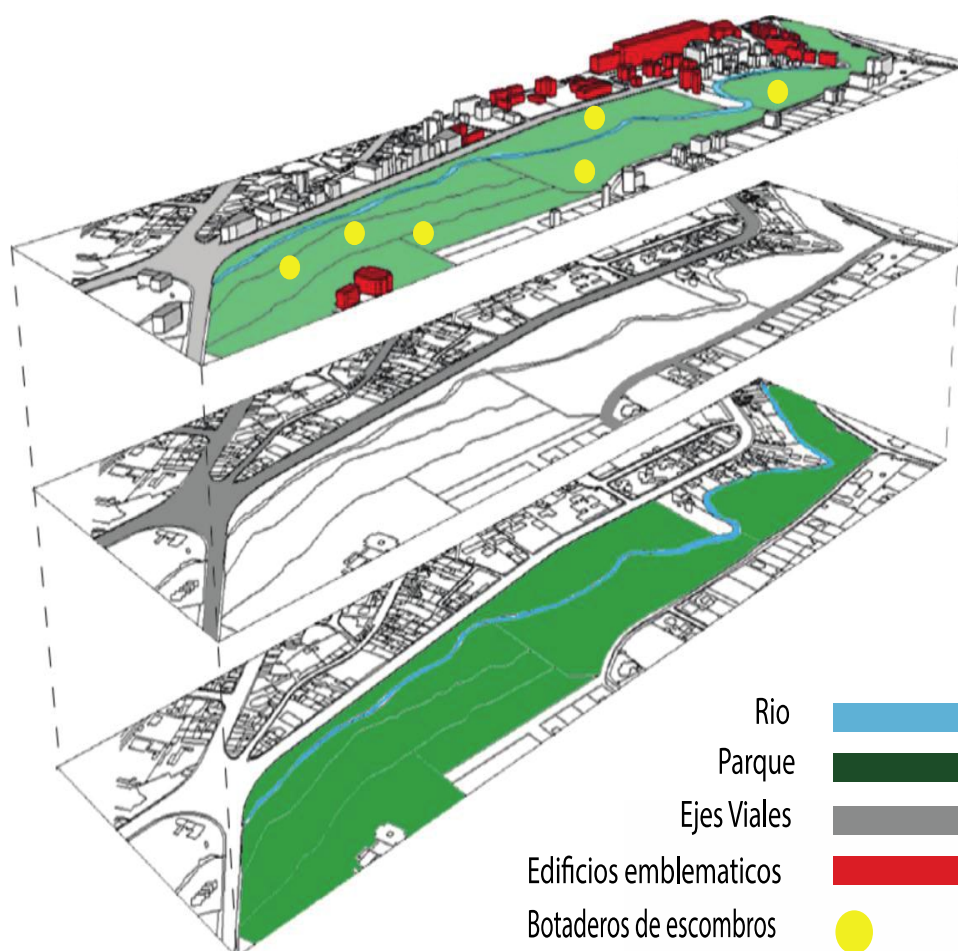 Rio
Parque
Ejes Viales
Edificios emblematicos
Botaderos de escombros